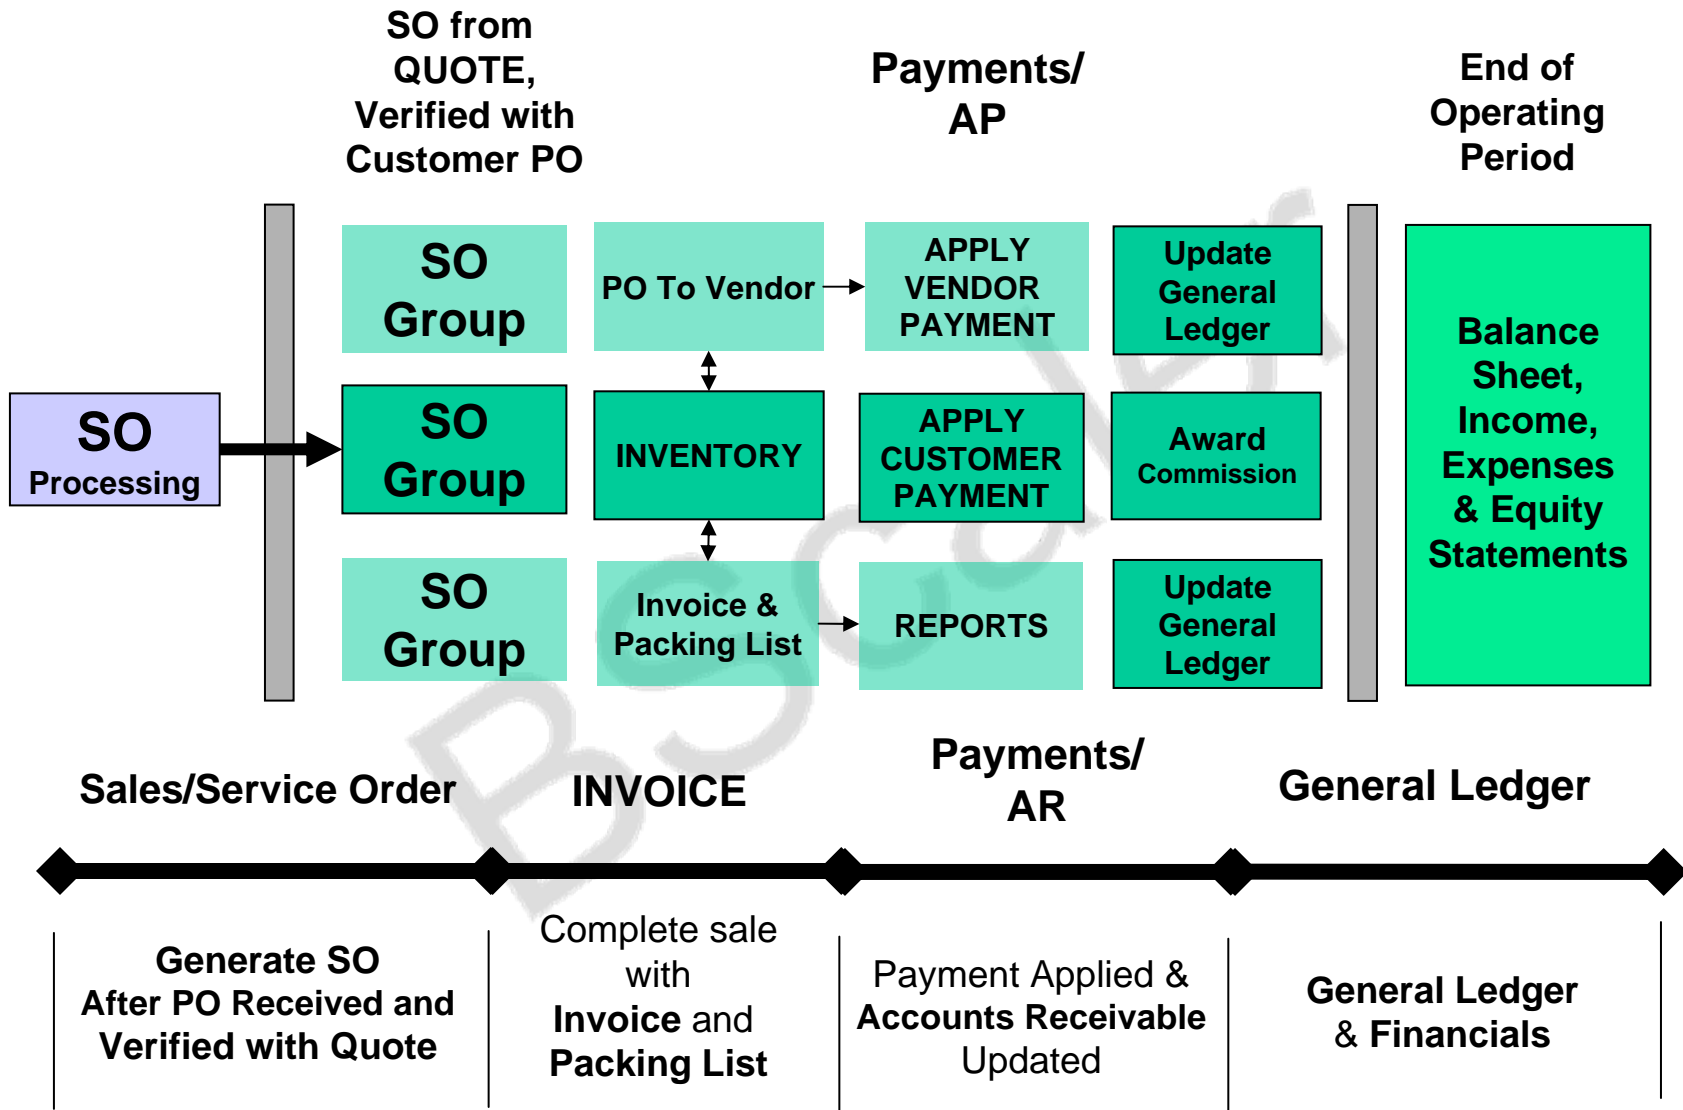 SO from
QUOTE,
Verified with
Customer PO
Payments/
AP
End of
Operating
Period
SO
Group
PO To Vendor
APPLY
VENDOR
PAYMENT
Update
General
Ledger
SO
Processing
SO
Group
INVENTORY
APPLY
CUSTOMER
PAYMENT
Award
Commission
Balance
Sheet,
Income,
Expenses
& Equity
Statements
SO
Group
Invoice &
Packing List
REPORTS
Update
General
Ledger
Sales/Service Order
INVOICE
Payments/
AR
General Ledger
Generate SO
After PO Received and
Verified with Quote
Complete sale
with
Invoice and
Packing List
Payment Applied &
Accounts Receivable
Updated
General Ledger
& Financials